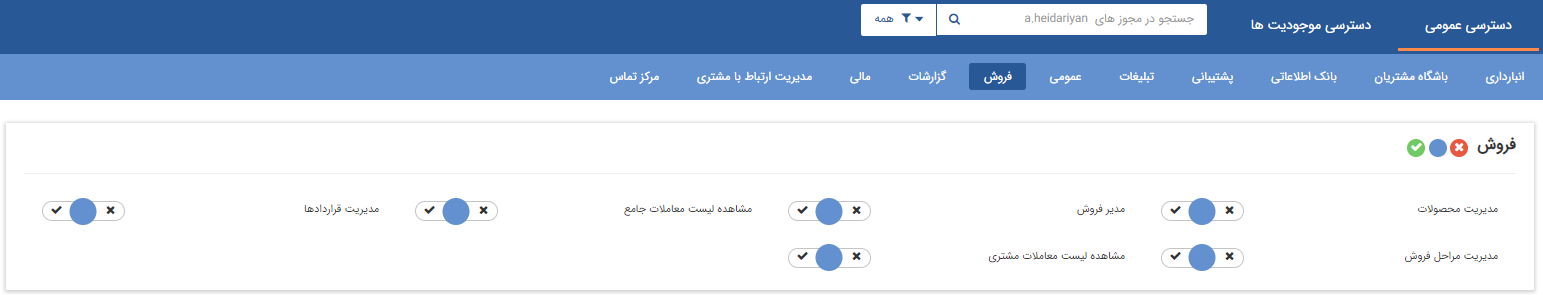 دسترسی عمومی
دسترسی موجودیت ها
جستجو در مجوز های a.heidariyan
همه
انبارداری
باشگاه مشتریان
بانک اطلاعاتی
پشتیبانی
تبلیغات
عمومی
فروش
گزارشات
مالی
مدیریت ارتباط با مشتری
مرکز تماس
فروش
مدیریت محصولات
مدیر فروش
مشاهده لیست معاملات جامع
مدیریت قراردادها
مدیریت مراحل فروش
مشاهده لیست معاملات مشتری